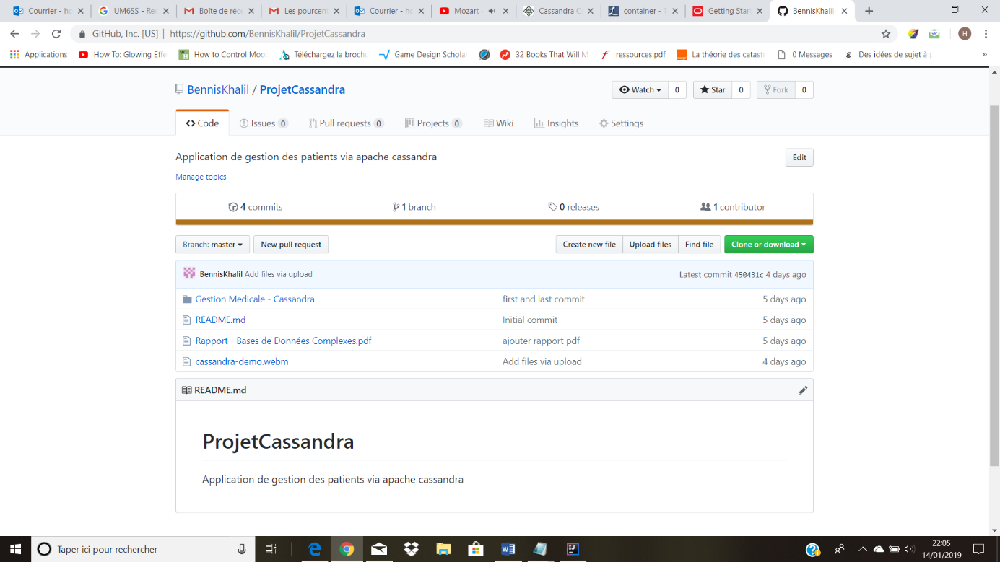 Courrier - ho
UM6SS - Rec
Boîte de réce
Les pourcent
Courrier - ho
Mozart -
Cassandra C
container - T
Getting Star
BennisKhalil
GitHub, Inc. [US] | https://github.com/BennisKhalil/ProjetCassandra
H
Applications
How To: Glowing Effe
How to Control Mood
Téléchargez la brochu
Game Design Scholar
32 Books That Will M
ressources.pdf
La théorie des catast
0 Messages
Des idées de sujet à p
»
BennisKhalil / ProjetCassandra
Watch 0
Star 0
Fork 0
Code
Issues 0
Pull requests 0
Projects 0
Wiki
Insights
Settings
Application de gestion des patients via apache cassandra
Edit
Manage topics
4 commits
1 branch
0 releases
1 contributor
Branch: master
New pull request
Create new file
Upload files
Find file
Clone or download
BennisKhalil Add files via upload
Latest commit 450431c 4 days ago
Gestion Medicale - Cassandra first and last commit 5 days ago
README.md Initial commit 5 days ago
Rapport - Bases de Données Complexes.pdf ajouter rapport pdf 5 days ago
cassandra-demo.webm Add files via upload 4 days ago
README.md
ProjetCassandra
Application de gestion des patients via apache cassandra
Taper ici pour rechercher
22:05
14/01/2019